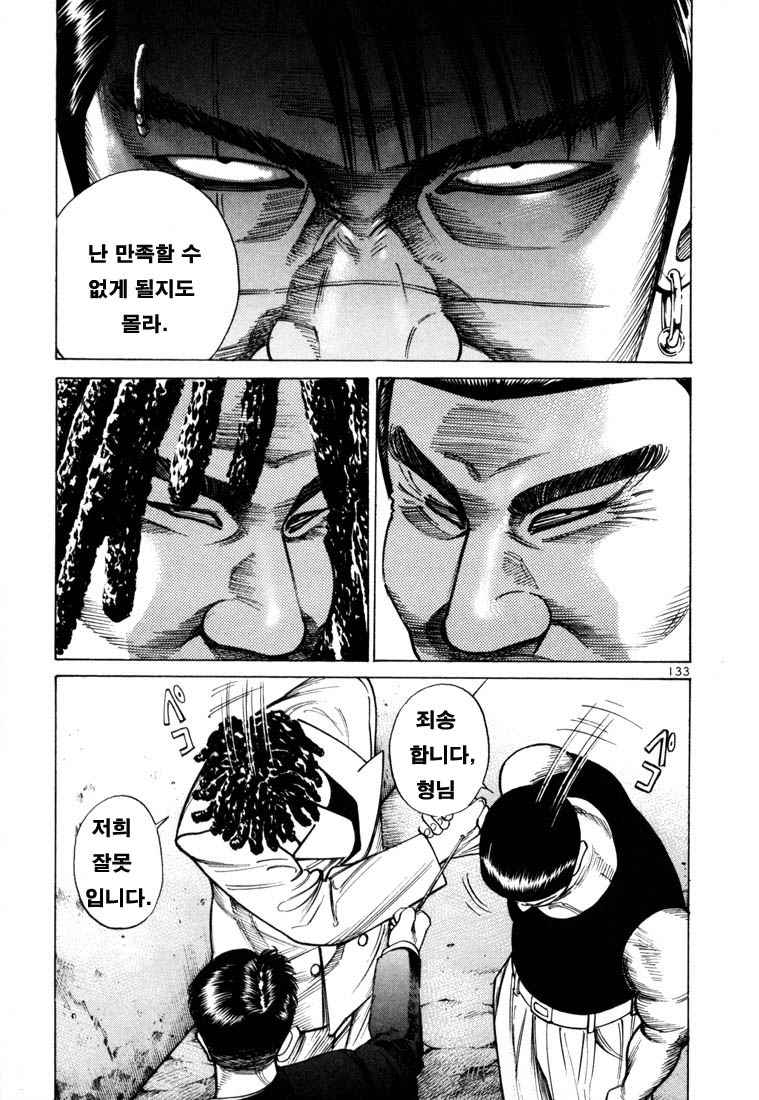 난 만족할 수
없게 될지도
몰라.
133
죄송
합니다,
형님
ペコ
ペコ
저희
잘못
입니다.